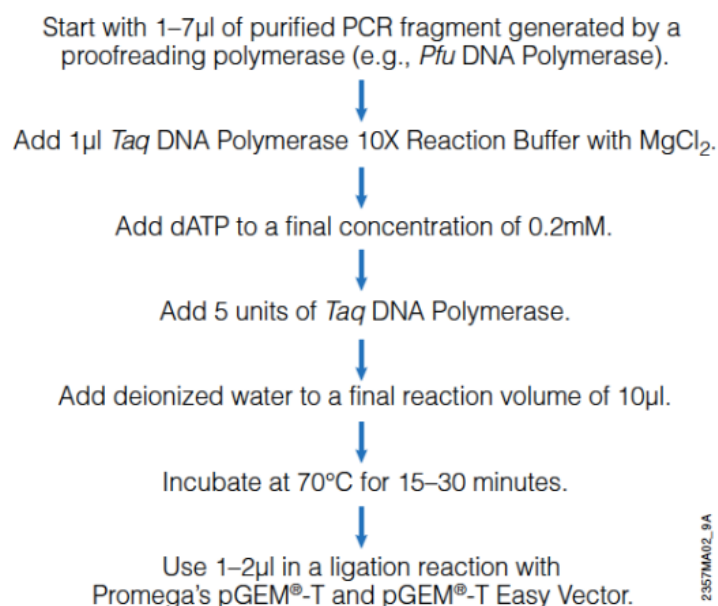 Start with 1–7µl of purified PCR fragment generated by a
proofreading polymerase (e.g., Pfu DNA Polymerase).
Add 1µl Taq DNA Polymerase 10X Reaction Buffer with MgCl₂.
Add dATP to a final concentration of 0.2mM.
Add 5 units of Taq DNA Polymerase.
Add deionized water to a final reaction volume of 10µl.
Incubate at 70°C for 15–30 minutes.
Use 1–2µl in a ligation reaction with
Promega's pGEM®-T and pGEM®-T Easy Vector.
2357MA02_9A